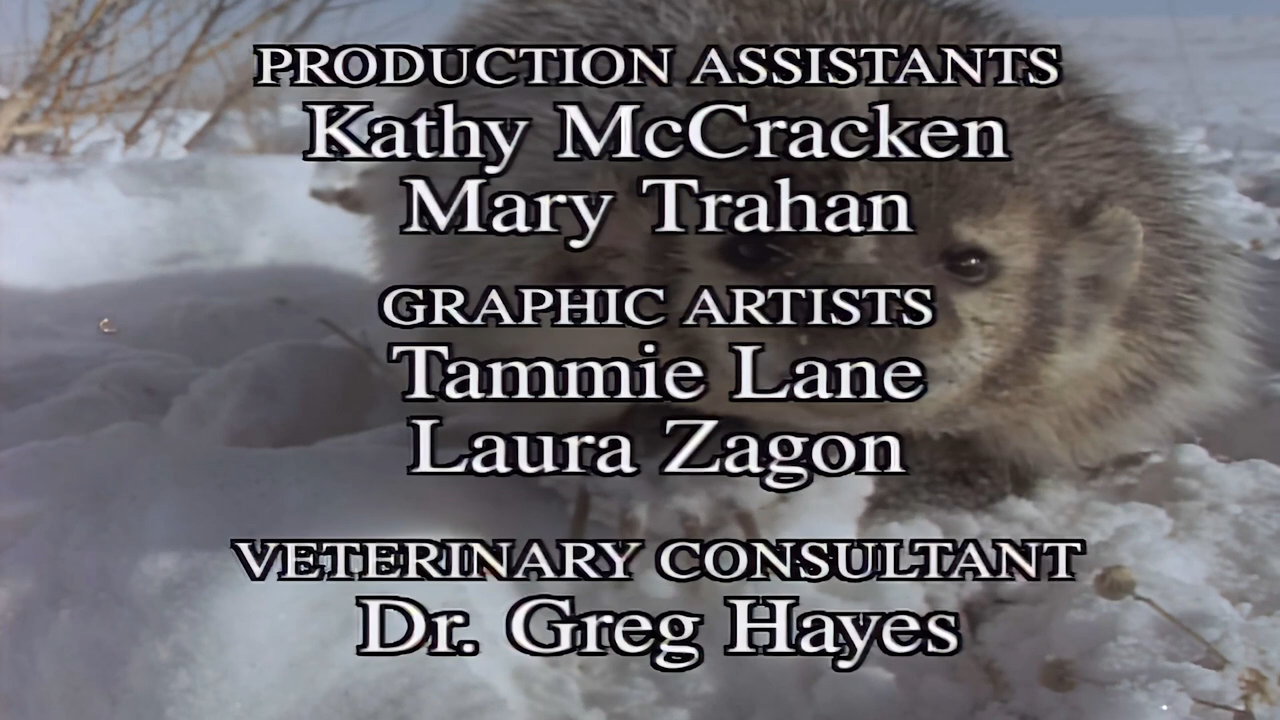 PRODUCTION ASSISTANTS
Kathy McCracken
Mary Trahan
GRAPHIC ARTISTS
Tammie Lane
Laura Zagon
VETERINARY CONSULTANT
Dr. Greg Hayes